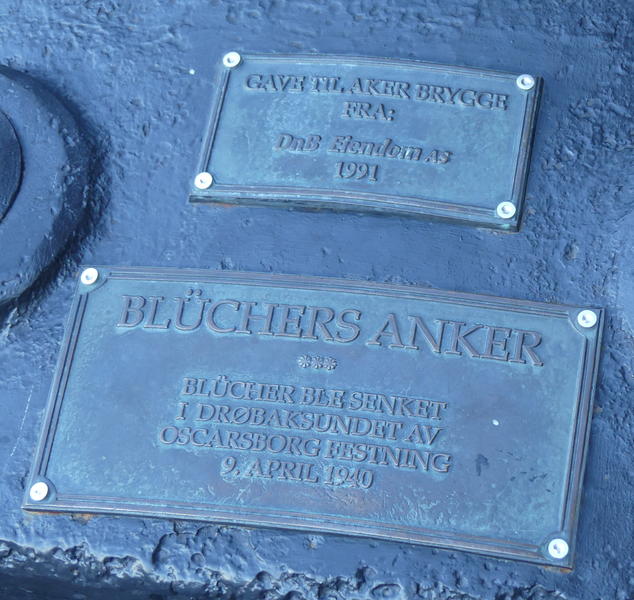 GAVE TIL AKER BRYGGE
FRA:
DnB Eiendom AS
1991
BLÜCHERS ANKER
BLÜCHER BLE SENKET
I DRØBAKSUNDET AV
OSCARSBORG FESTNING
9. APRIL 1940